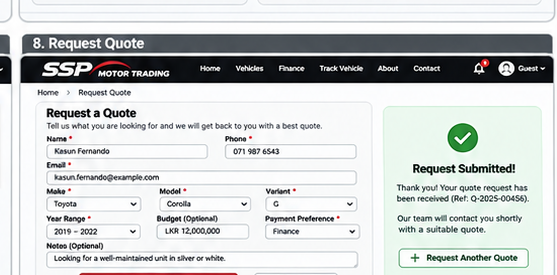 8. Request Quote
SSP MOTOR TRADING
Home Vehicles Finance Track Vehicle About Contact Guest
Home > Request Quote
Request a Quote
Tell us what you are looking for and we will get back to you with a best quote.
Name * Phone *
Kasun Fernando 071 987 6543
Email *
kasun.fernando@example.com
Make * Model * Variant *
Toyota Corolla G
Year Range * Budget (Optional) Payment Preference *
2019 – 2022 LKR 12,000,000 Finance
Notes (Optional)
Looking for a well-maintained unit in silver or white.
Request Submitted!
Thank you! Your quote request has
been received (Ref: Q-2025-00456).
Our team will contact you shortly
with a suitable quote.
+ Request Another Quote